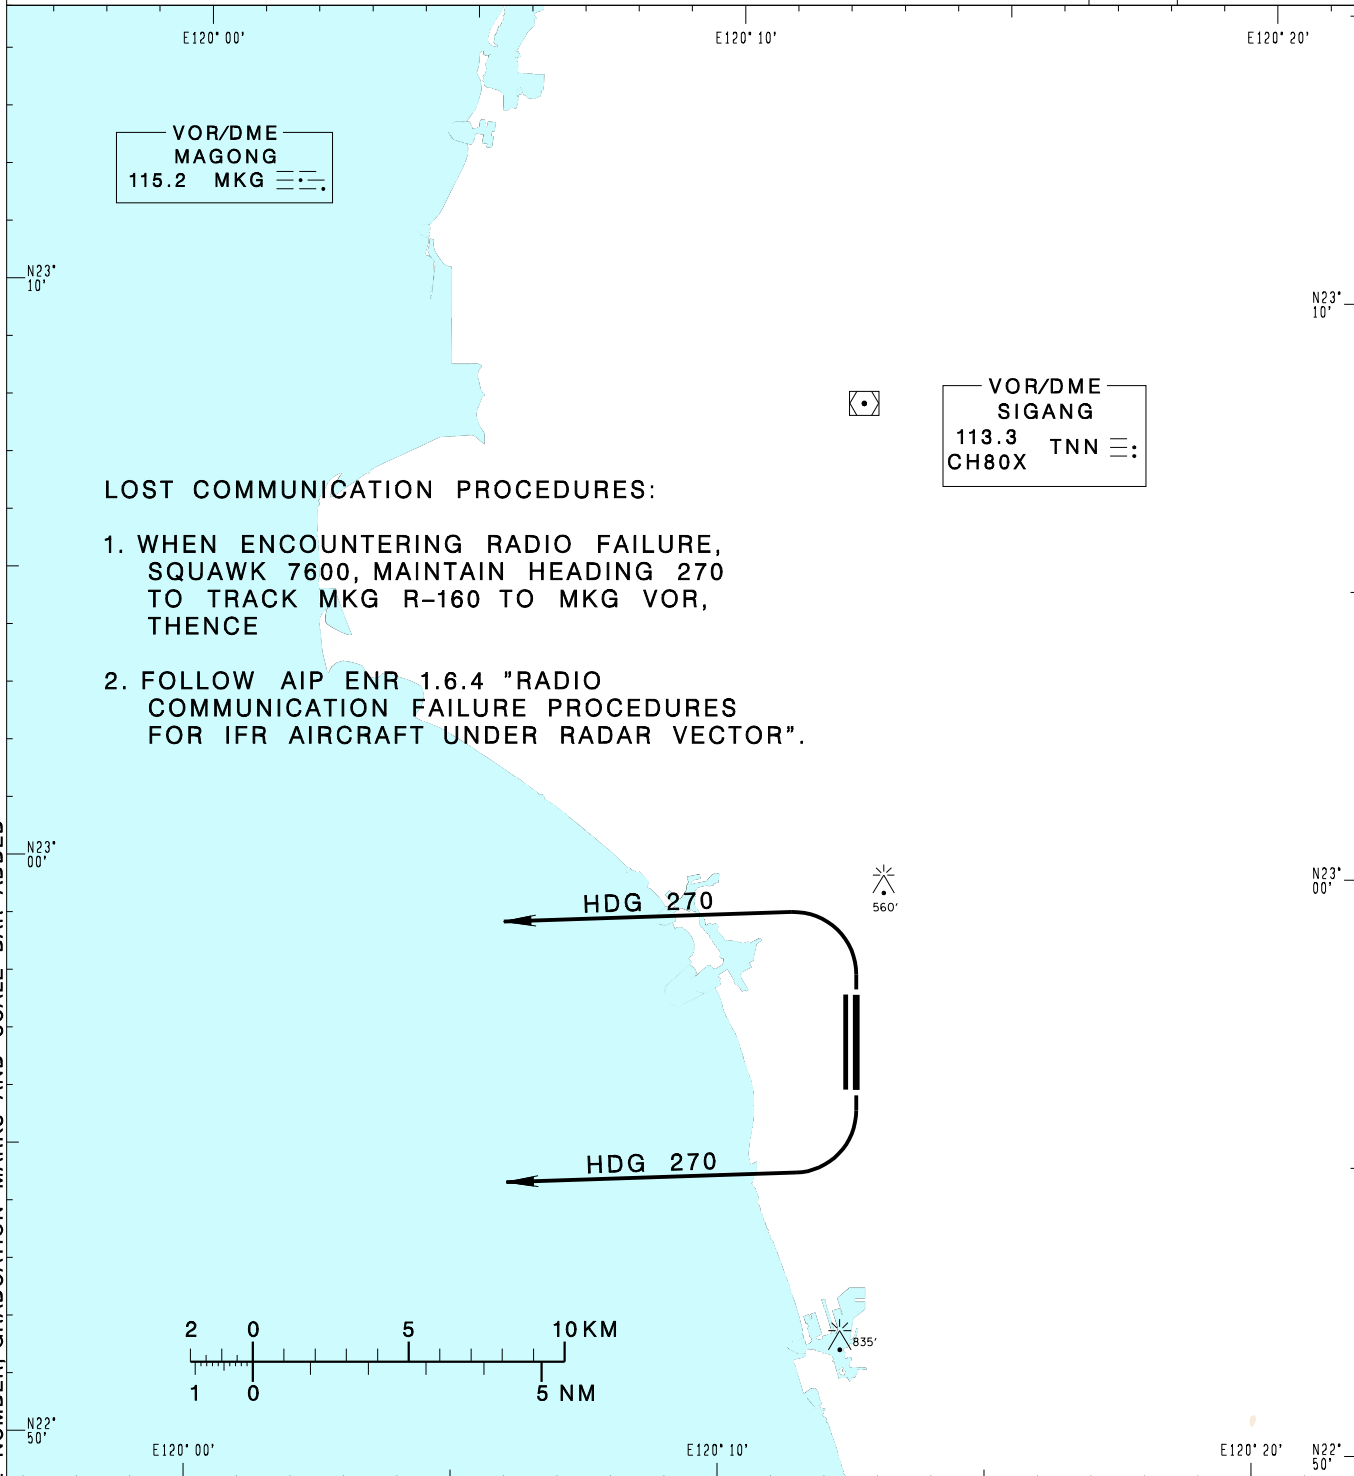 E120° 00'
E120° 10'
E120° 20'
VOR/DME
MAGONG
115.2 MKG
N23°
10'
N23°
10'
VOR/DME
SIGANG
113.3
CH80X
TNN
LOST COMMUNICATION PROCEDURES:
1. WHEN ENCOUNTERING RADIO FAILURE,
SQUAWK 7600, MAINTAIN HEADING 270
TO TRACK MKG R-160 TO MKG VOR,
THENCE
2. FOLLOW AIP ENR 1.6.4 "RADIO
COMMUNICATION FAILURE PROCEDURES
FOR IFR AIRCRAFT UNDER RADAR VECTOR".
N23°
00'
N23°
00'
560'
HDG 270
HDG 270
835'
2 0 5 10 KM
1 0 5 NM
N22°
50'
E120° 00'
E120° 10'
E120° 20'
N22°
50'